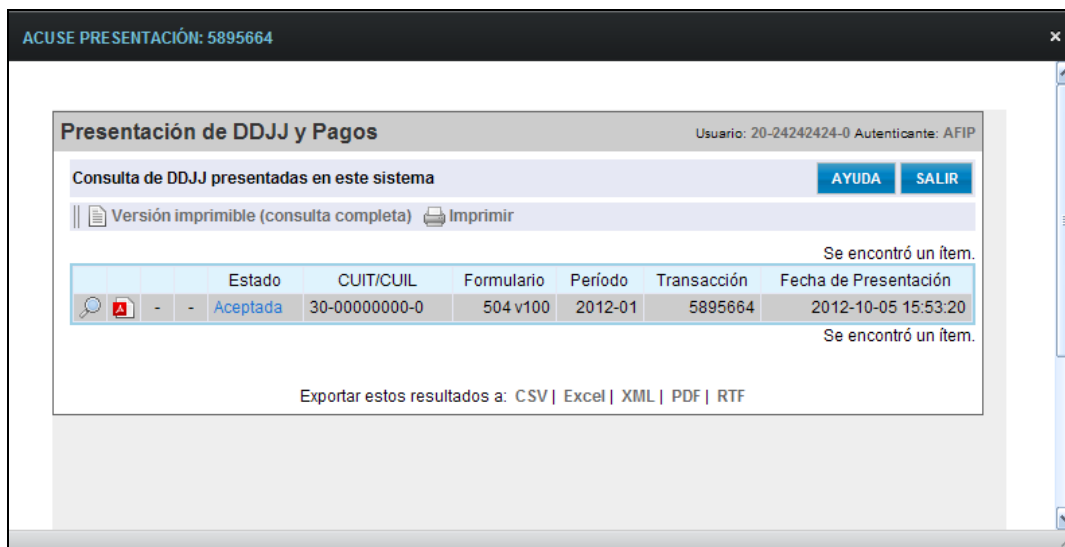 ACUSE PRESENTACIÓN: 5895664 ×
Presentación de DDJJ y Pagos Usuario: 20-24242424-0 Autenticante: AFIP
Consulta de DDJJ presentadas en este sistema AYUDA SALIR
Versión imprimible (consulta completa) Imprimir
Se encontró un ítem.
Estado CUIT/CUIL Formulario Período Transacción Fecha de Presentación
- - Aceptada 30-00000000-0 504 v100 2012-01 5895664 2012-10-05 15:53:20
Se encontró un ítem.
Exportar estos resultados a: CSV | Excel | XML | PDF | RTF